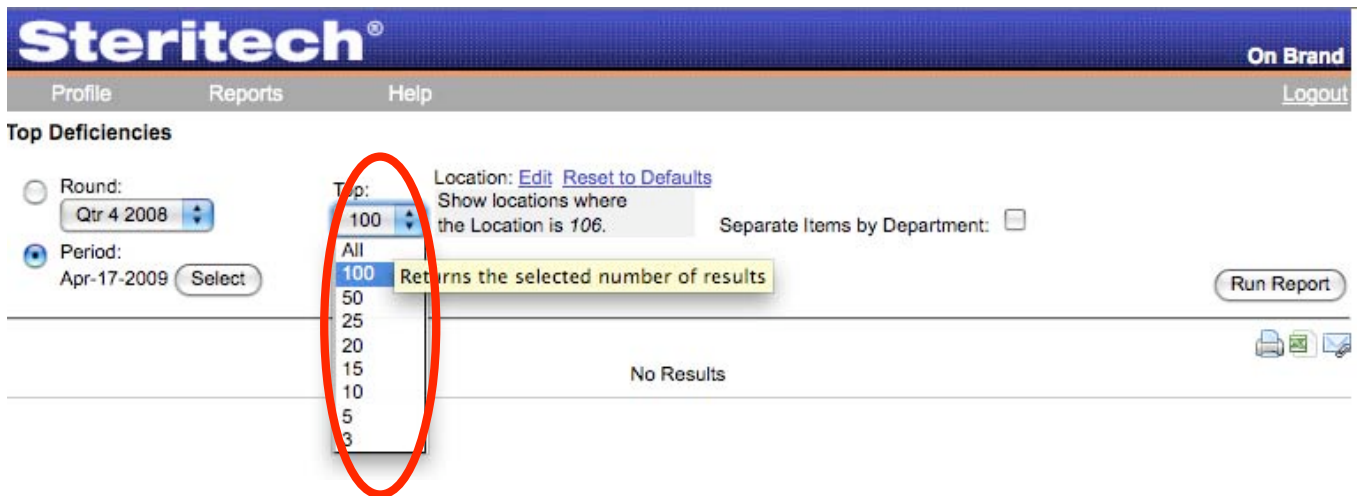 Steritech®
On Brand
Profile Reports Help Logout
Top Deficiencies
Round:
Qtr 4 2008
Period:
Apr-17-2009 Select
Top:
100
All
100
50
25
20
15
10
5
3
Returns the selected number of results
Location: Edit Reset to Defaults
Show locations where
the Location is 106.
Separate Items by Department:
Run Report
No Results